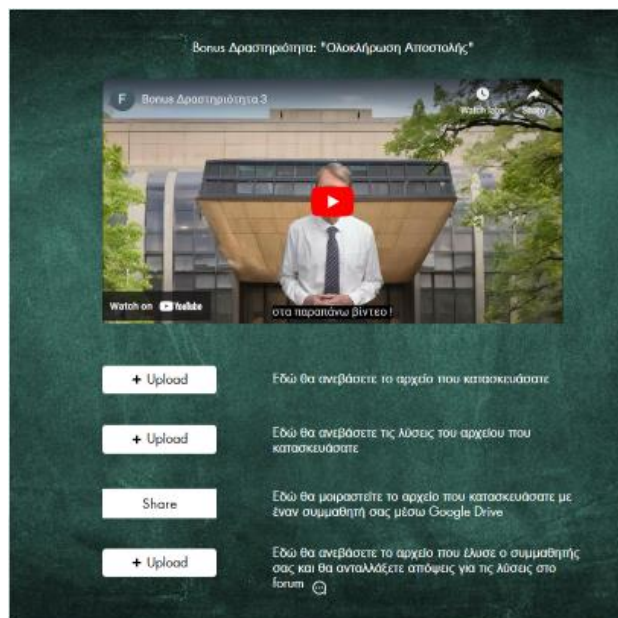 Bonus Δραστηριότητα: "Ολοκλήρωση Αποστολής"
F Bonus Δραστηριότητα 3
Watch later Share
Watch on YouTube
στα παραπάνω βίντεο !
+ Upload Εδώ θα ανεβάσετε το αρχείο που κατασκευάσατε
+ Upload Εδώ θα ανεβάσετε τις λύσεις του αρχείου που
κατασκευάσατε
Share Εδώ θα μοιραστείτε το αρχείο που κατασκευάσατε με
έναν συμμαθητή σας μέσω Google Drive
+ Upload Εδώ θα ανεβάσετε το αρχείο που έλυσε ο συμμαθητής
σας και θα ανταλλάξετε απόψεις για τις λύσεις στο
forum